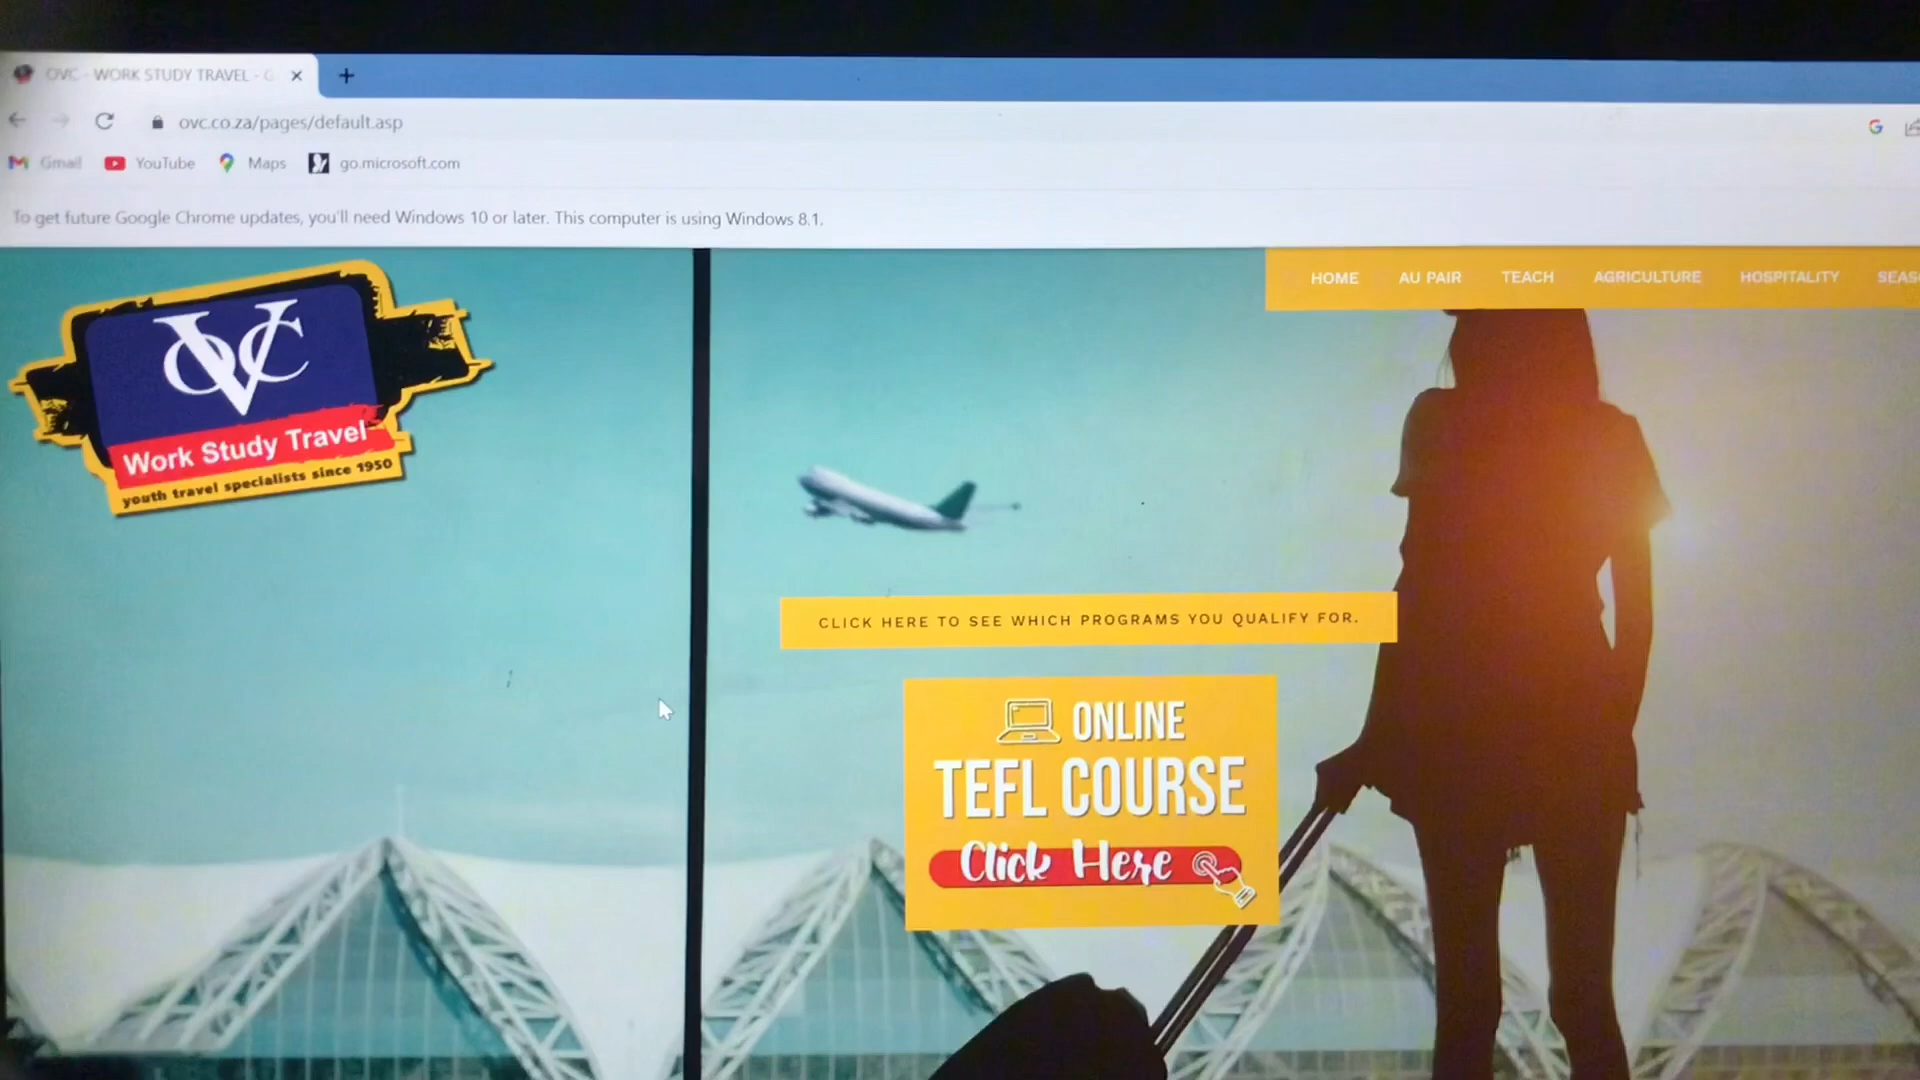 OVC - WORK STUDY TRAVEL - G
ovc.co.za/pages/default.asp
Gmail YouTube Maps go.microsoft.com
To get future Google Chrome updates, you'll need Windows 10 or later. This computer is using Windows 8.1.
HOME AU PAIR TEACH AGRICULTURE HOSPITALITY SEAS
OVC
Work Study Travel
youth travel specialists since 1950
CLICK HERE TO SEE WHICH PROGRAMS YOU QUALIFY FOR.
ONLINE
TEFL COURSE
Click Here